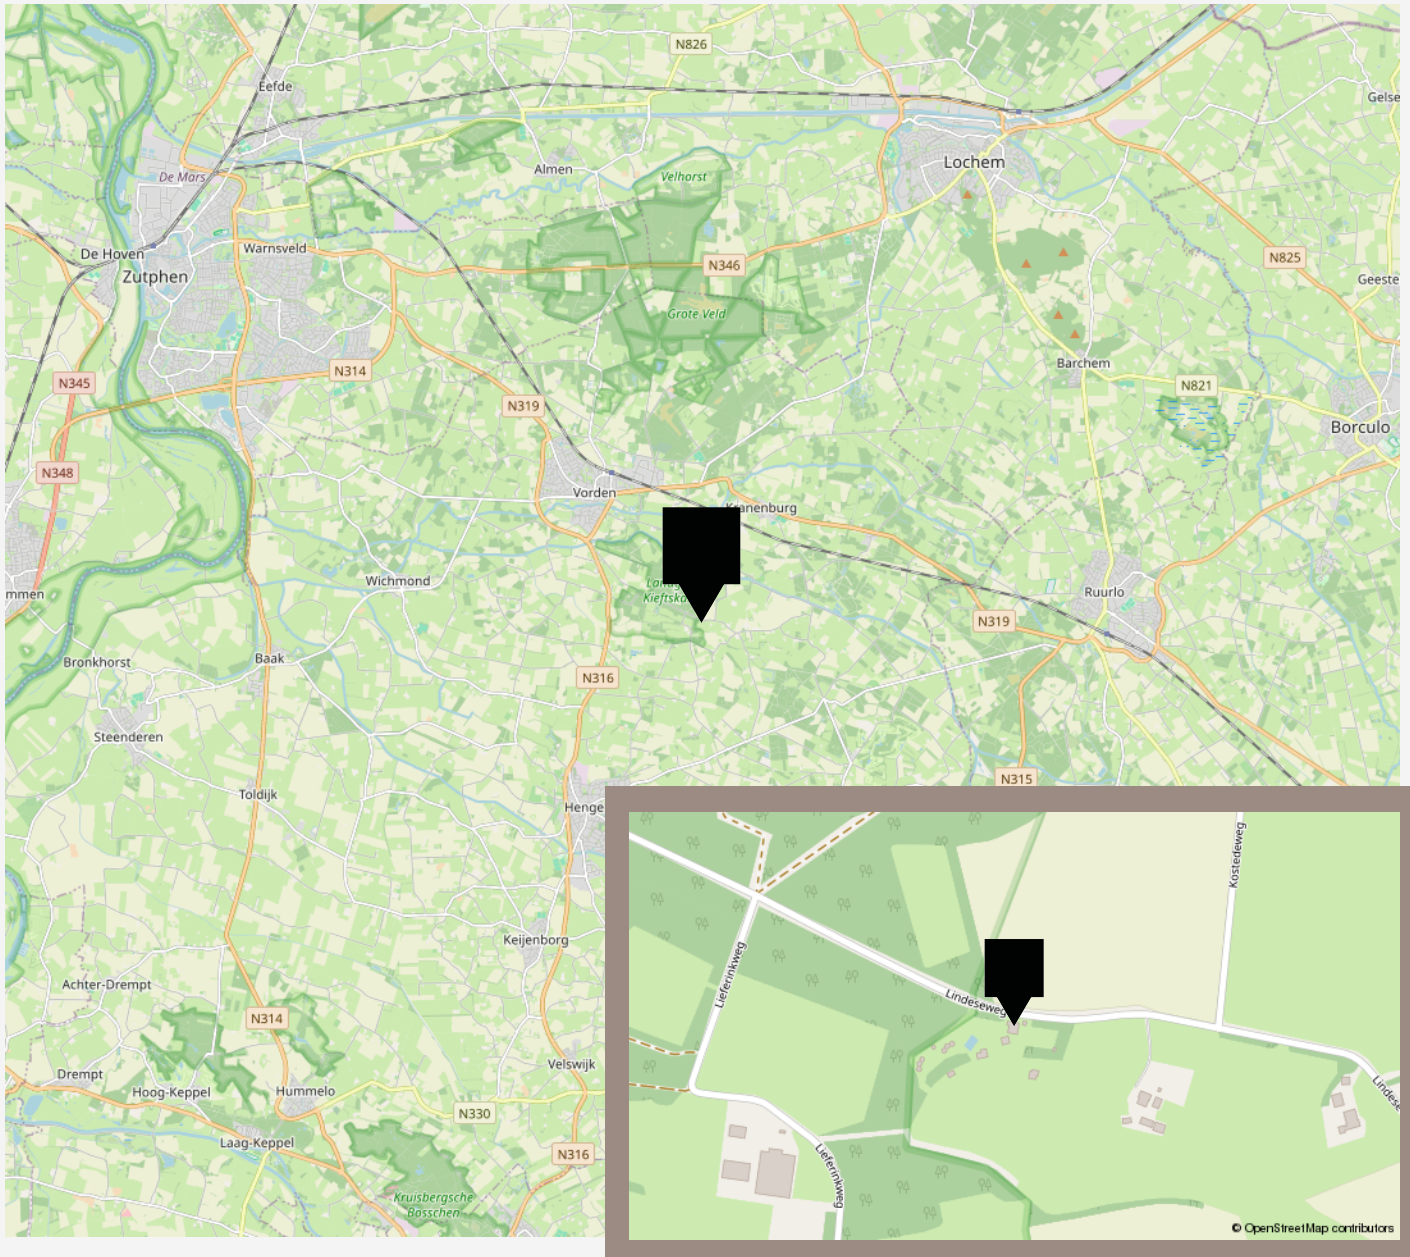 N826
Eefde
Gelse
Lochem
Almen
De Mars
Velhorst
De Hoven
Warnsveld
Zutphen
N346
N825
Geeste
Grote Veld
N314
Barchem
N345
N821
N319
Borculo
N348
Vorden
Kranenburg
Wichmond
Kieftska
mmen
Ruurlo
N319
Bronkhorst
Baak
N316
Steenderen
N315
Toldijk
Henge
Keijenborg
Achter-Drempt
N314
Velswijk
Drempt
Hoog-Keppel
Hummelo
N330
Laag-Keppel
N316
Kruisbergsche
Bosschen
Kostedeweg
Lieferinkweg
Lindeseweg
Lindese
Lieferinkweg
© OpenStreetMap contributors